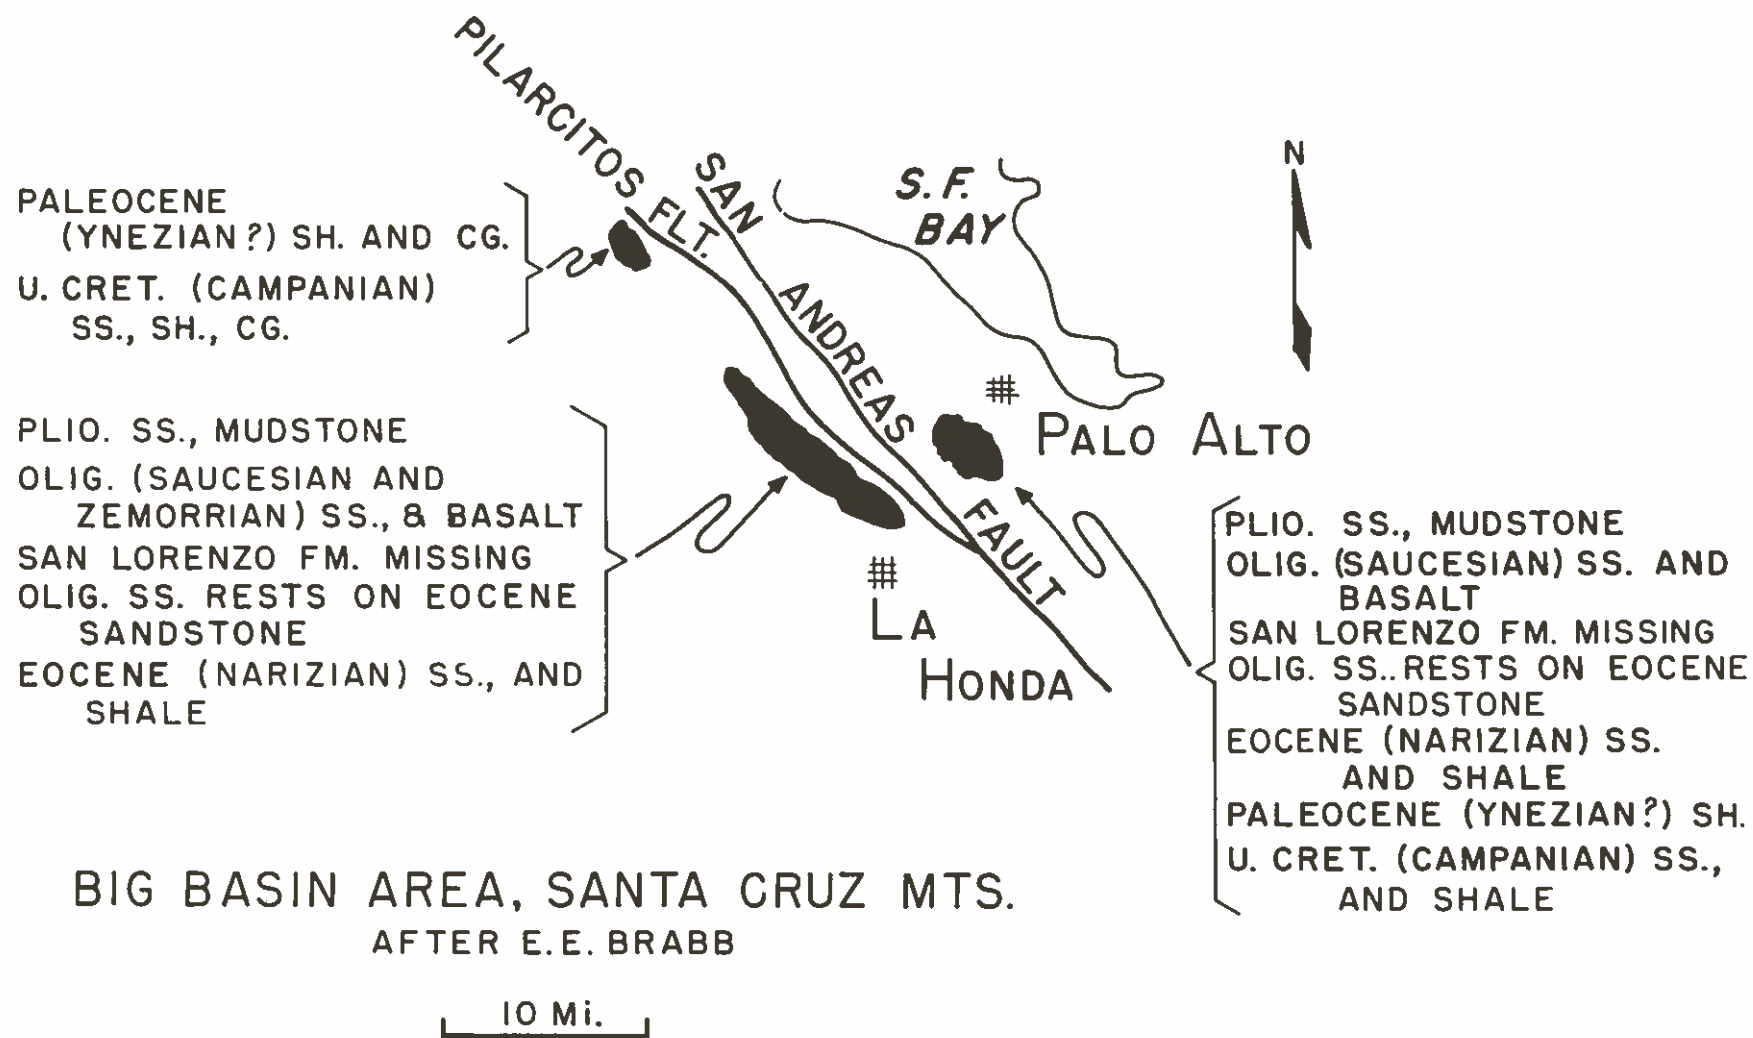 PILARCITOS FLT.
SAN ANDREAS FAULT
S. F.
BAY
N
PALEOCENE
(YNEZIAN?) SH. AND CG.
U. CRET. (CAMPANIAN)
SS., SH., CG.
PLIO. SS., MUDSTONE
OLIG. (SAUCESIAN AND
ZEMORRIAN) SS., & BASALT
SAN LORENZO FM. MISSING
OLIG. SS. RESTS ON EOCENE
SANDSTONE
EOCENE (NARIZIAN) SS., AND
SHALE
PALO ALTO
LA
HONDA
PLIO. SS., MUDSTONE
OLIG. (SAUCESIAN) SS. AND
BASALT
SAN LORENZO FM. MISSING
OLIG. SS.. RESTS ON EOCENE
SANDSTONE
EOCENE (NARIZIAN) SS.
AND SHALE
PALEOCENE (YNEZIAN?) SH.
U. CRET. (CAMPANIAN) SS.,
AND SHALE
BIG BASIN AREA, SANTA CRUZ MTS.
AFTER E. E. BRABB
10 Mi.